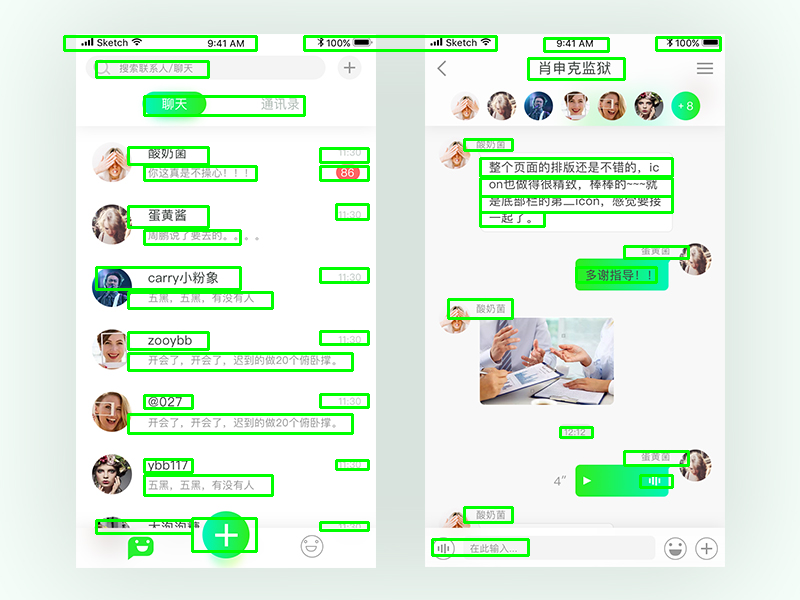 Sketch 9:41 AM 100%
搜索联系人/聊天
聊天 通讯录
酸奶菌 11:30
你这真是不操心！！！ 86
蛋黄酱 11:30
周鹏说了要去的。。。。
carry小粉象 11:30
五黑，五黑，有没有人
zooybb 11:30
开会了，开会了，迟到的做20个俯卧撑。
@027 11:30
开会了，开会了，迟到的做20个俯卧撑。
ybb117 11:30
五黑，五黑，有没有人
大泡泡糖 11:30
Sketch 9:41 AM 100%
肖申克监狱
+8
酸奶菌
整个页面的排版还是不错的，ic
on也做得很精致，棒棒的~~~就
是底部栏的第二icon，感觉要接
一起了。
蛋黄菌
多谢指导！！
酸奶菌
12:12
蛋黄菌
4"
酸奶菌
在此输入...